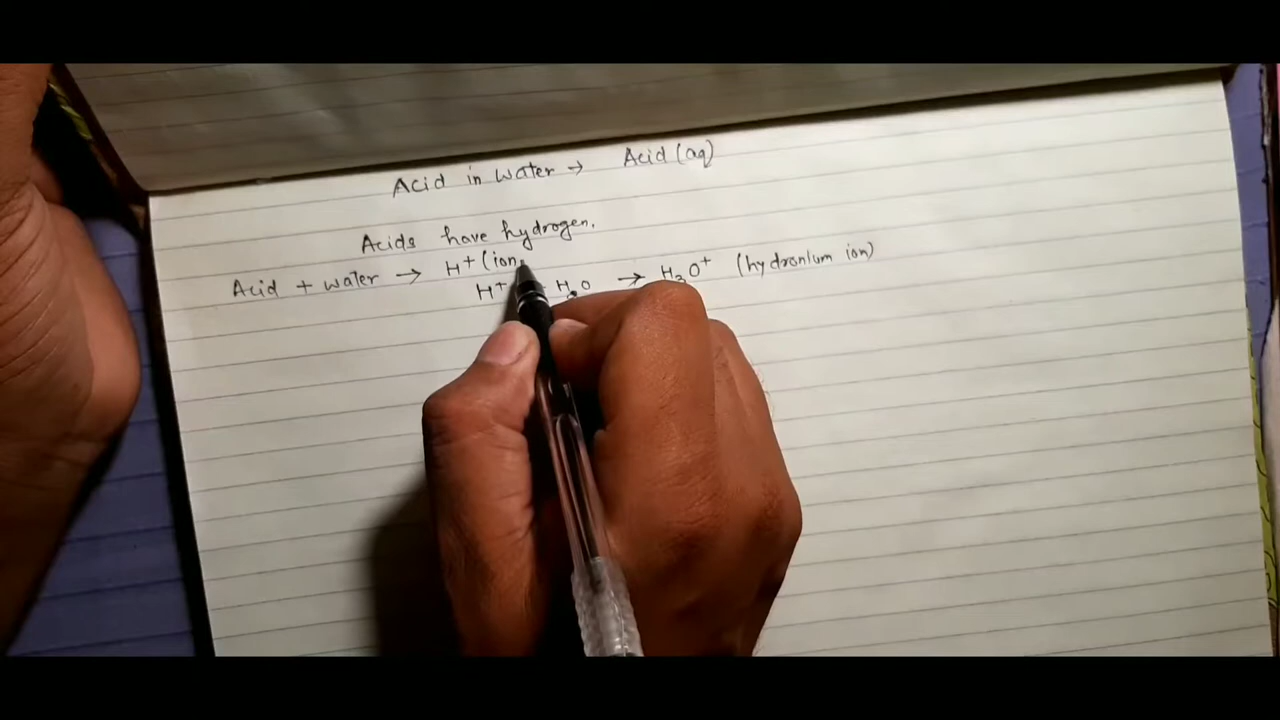 Acid in water → Acid (aq)
Acids have hydrogen.
Acid + water → H⁺ (ion
H⁺ + H₂O → H₃O⁺ (hydronium ion)